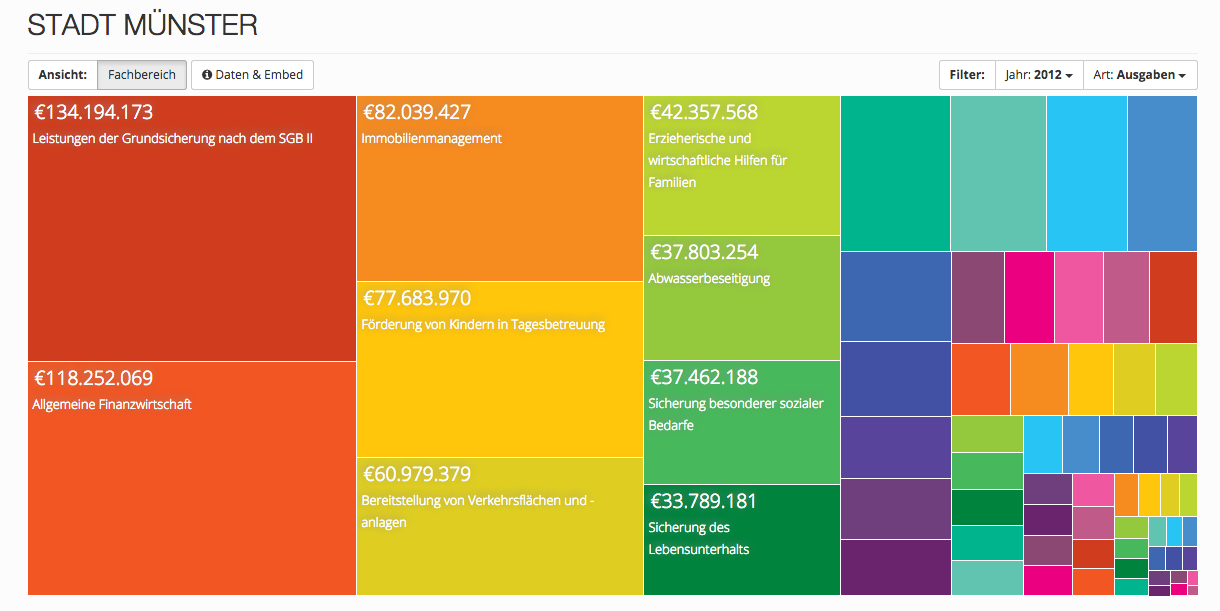 STADT MÜNSTER
Ansicht: Fachbereich Daten & Embed Filter: Jahr: 2012 Art: Ausgaben
€134.194.173
Leistungen der Grundsicherung nach dem SGB II
€118.252.069
Allgemeine Finanzwirtschaft
€82.039.427
Immobilienmanagement
€77.683.970
Förderung von Kindern in Tagesbetreuung
€60.979.379
Bereitstellung von Verkehrsflächen und -
anlagen
€42.357.568
Erzieherische und
wirtschaftliche Hilfen für
Familien
€37.803.254
Abwasserbeseitigung
€37.462.188
Sicherung besonderer sozialer
Bedarfe
€33.789.181
Sicherung des
Lebensunterhalts